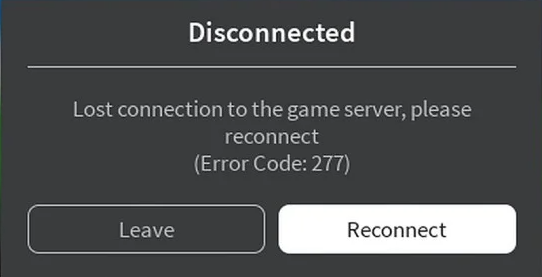 Disconnected
Lost connection to the game server, please
reconnect
(Error Code: 277)
Leave
Reconnect